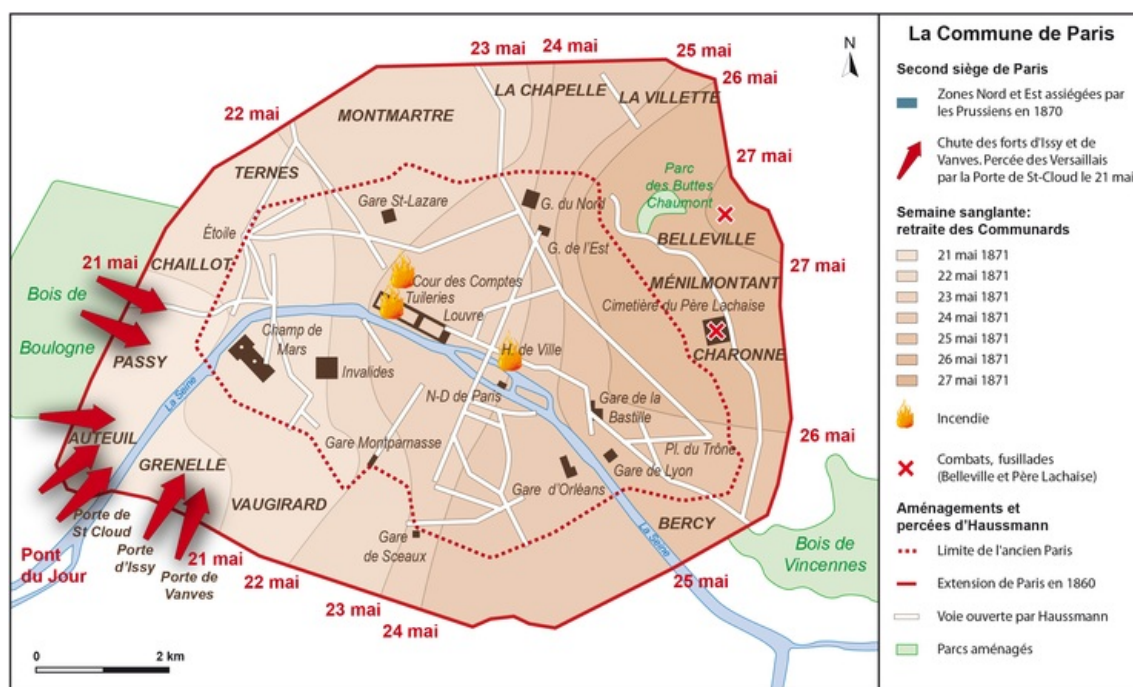 23 mai
24 mai
25 mai
26 mai
N
LA CHAPELLE
LA VILLETTE
22 mai
MONTMARTRE
27 mai
TERNES
Parc
des Buttes
Chaumont
Gare St-Lazare
G. du Nord
Étoile
G. de l'Est
BELLEVILLE
21 mai
CHAILLOT
27 mai
Cour des Comptes
MÉNILMONTANT
Bois de
Boulogne
Tuileries
Louvre
Cimetière du Père Lachaise
Champ de
Mars
PASSY
H. de Ville
CHARONNE
Invalides
La Seine
N-D de Paris
Gare de la
Bastille
26 mai
AUTEUIL
Gare Montparnasse
Pl. du Trône
GRENELLE
Gare de Lyon
Gare d'Orléans
VAUGIRARD
BERCY
Porte de
St Cloud
La Seine
Gare
de Sceaux
Bois de
Vincennes
Pont
du Jour
Porte
d'Issy
21 mai
Porte de
Vanves
22 mai
25 mai
23 mai
24 mai
0
2 km
La Commune de Paris
Second siège de Paris
Zones Nord et Est assiégées par
les Prussiens en 1870
Chute des forts d'Issy et de
Vanves. Percée des Versaillais
par la Porte de St-Cloud le 21 mai
Semaine sanglante:
retraite des Communards
21 mai 1871
22 mai 1871
23 mai 1871
24 mai 1871
25 mai 1871
26 mai 1871
27 mai 1871
Incendie
Combats, fusillades
(Belleville et Père Lachaise)
Aménagements et
percées d'Haussmann
Limite de l'ancien Paris
Extension de Paris en 1860
Voie ouverte par Haussmann
Parcs aménagés